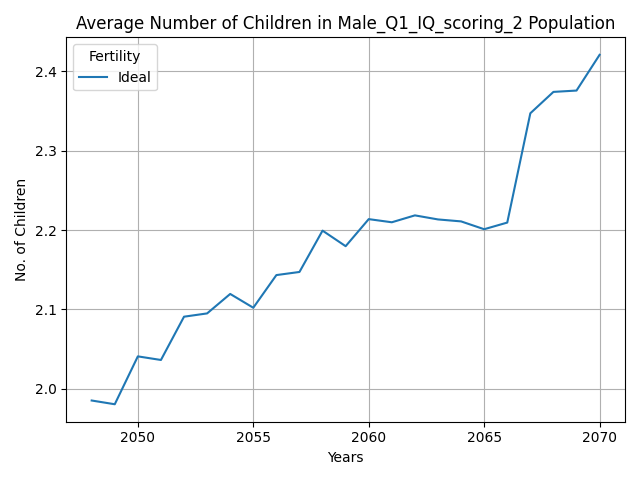 Average Number of Children in Male_Q1_IQ_scoring_2 Population
Fertility
Ideal
No. of Children
2.4
2.3
2.2
2.1
2.0
2050 2055 2060 2065 2070
Years